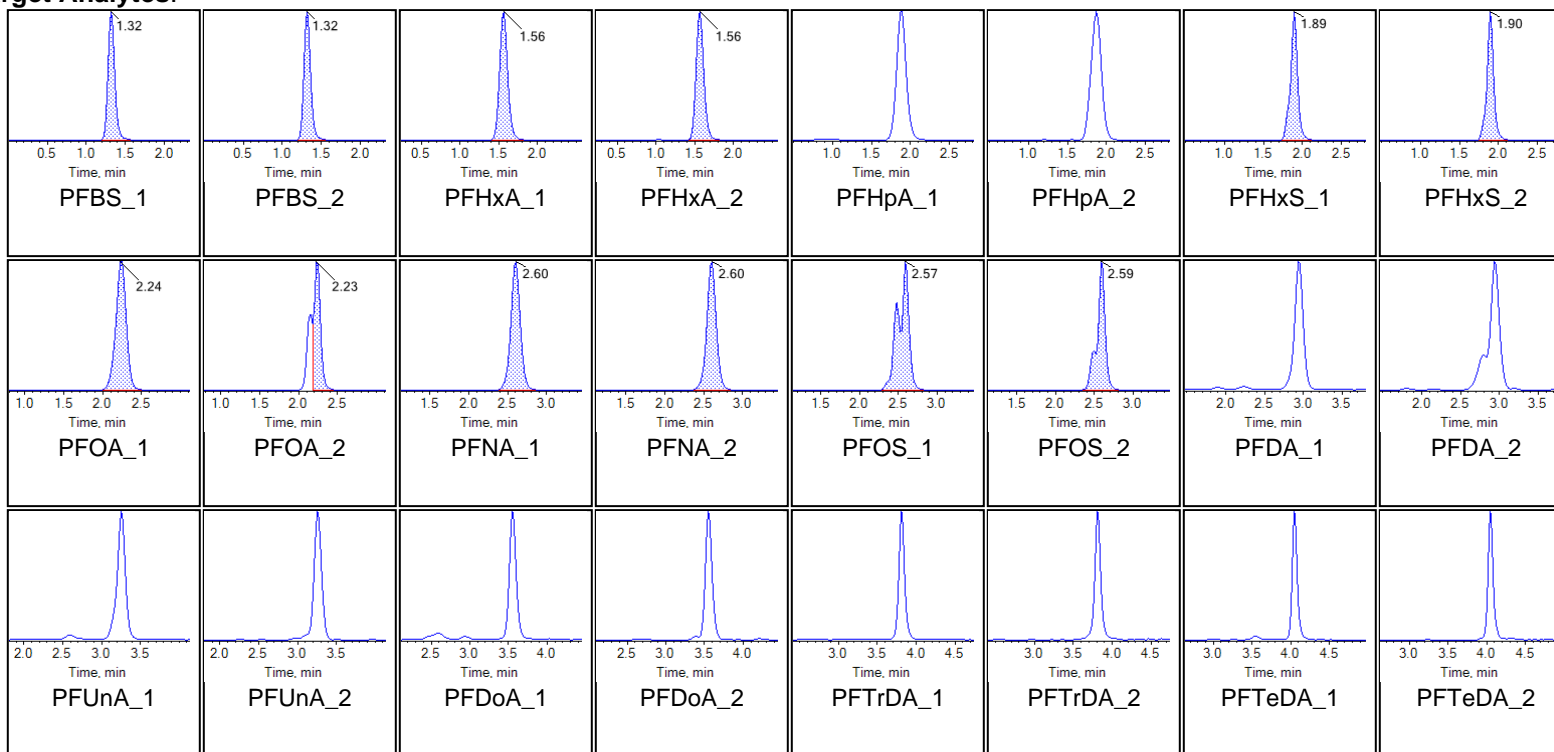 rget Analytes:
1.32
0.5 1.0 1.5 2.0
Time, min
PFBS_1
1.32
0.5 1.0 1.5 2.0
Time, min
PFBS_2
1.56
0.5 1.0 1.5 2.0
Time, min
PFHxA_1
1.56
0.5 1.0 1.5 2.0
Time, min
PFHxA_2
1.0 1.5 2.0 2.5
Time, min
PFHpA_1
1.0 1.5 2.0 2.5
Time, min
PFHpA_2
1.89
1.0 1.5 2.0 2.5
Time, min
PFHxS_1
1.90
1.0 1.5 2.0 2.5
Time, min
PFHxS_2
2.24
1.0 1.5 2.0 2.5
Time, min
PFOA_1
2.23
1.0 1.5 2.0 2.5
Time, min
PFOA_2
2.60
1.5 2.0 2.5 3.0
Time, min
PFNA_1
2.60
1.5 2.0 2.5 3.0
Time, min
PFNA_2
2.57
1.5 2.0 2.5 3.0
Time, min
PFOS_1
2.59
1.5 2.0 2.5 3.0
Time, min
PFOS_2
2.0 2.5 3.0 3.5
Time, min
PFDA_1
2.0 2.5 3.0 3.5
Time, min
PFDA_2
2.0 2.5 3.0 3.5
Time, min
PFUnA_1
2.0 2.5 3.0 3.5
Time, min
PFUnA_2
2.5 3.0 3.5 4.0
Time, min
PFDoA_1
2.5 3.0 3.5 4.0
Time, min
PFDoA_2
3.0 3.5 4.0 4.5
Time, min
PFTrDA_1
3.0 3.5 4.0 4.5
Time, min
PFTrDA_2
3.0 3.5 4.0 4.5
Time, min
PFTeDA_1
3.0 3.5 4.0 4.5
Time, min
PFTeDA_2